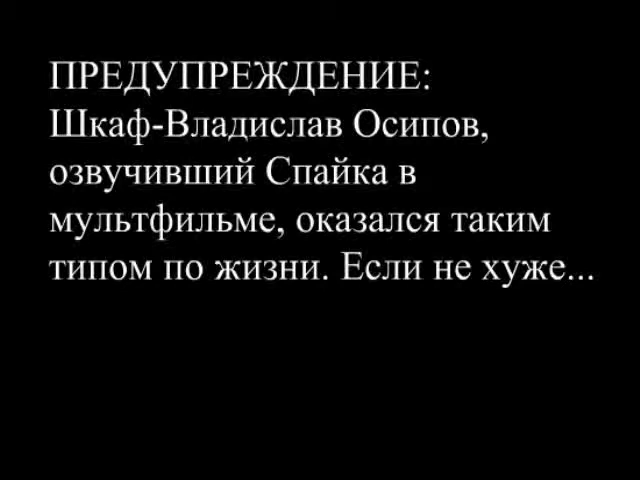 ПРЕДУПРЕЖДЕНИЕ:
Шкаф-Владислав Осипов,
озвучивший Спайка в
мультфильме, оказался таким
типом по жизни. Если не хуже...